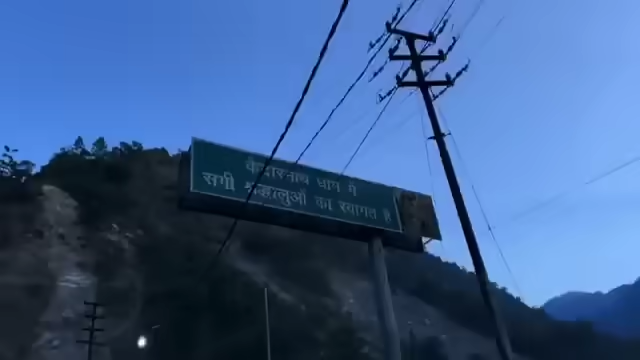 केदारनाथ धाम में
सभी श्रद्धालुओं का स्वागत है